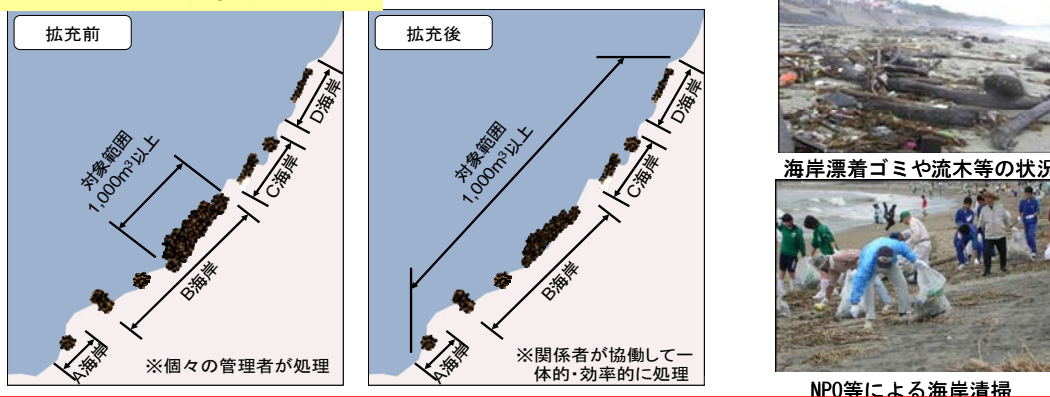 拡充前
対象範囲
1,000m³以上
D海岸
C海岸
B海岸
A海岸
※個々の管理者が処理
拡充後
対象範囲
1,000m³以上
D海岸
C海岸
B海岸
A海岸
※関係者が協働して一
体的・効率的に処理
海岸漂着ゴミや流木等の状況
NPO等による海岸清掃